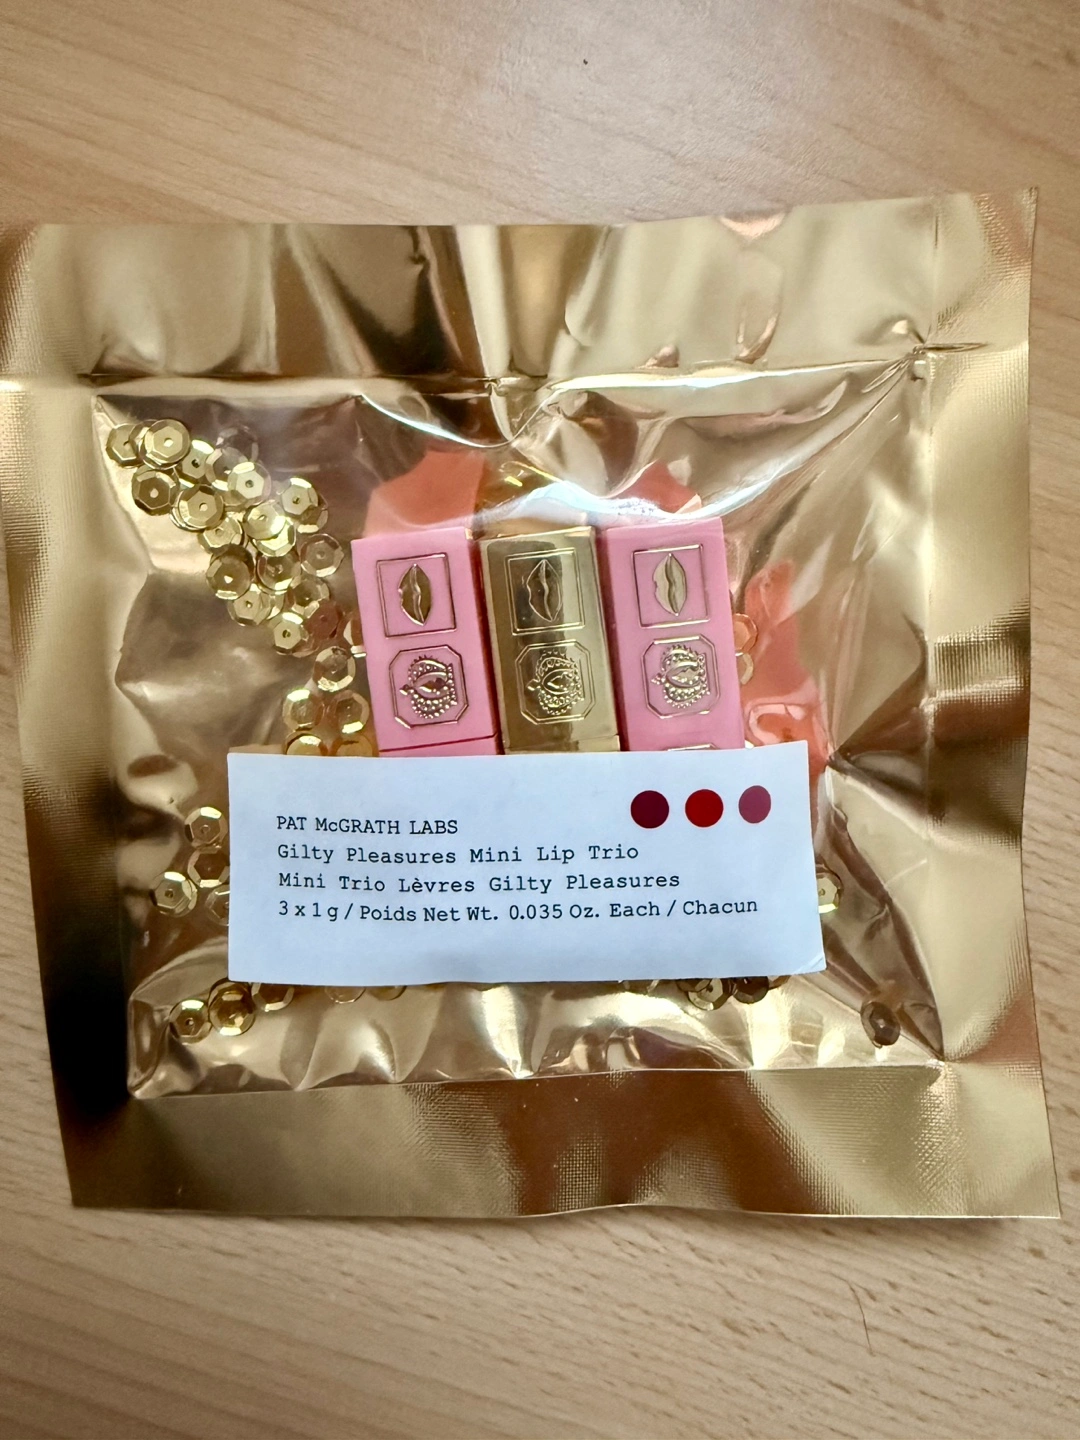 PAT McGRATH LABS
Gilty Pleasures Mini Lip Trio
Mini Trio Lèvres Gilty Pleasures
3 x 1 g / Poids Net Wt. 0.035 Oz. Each / Chacun